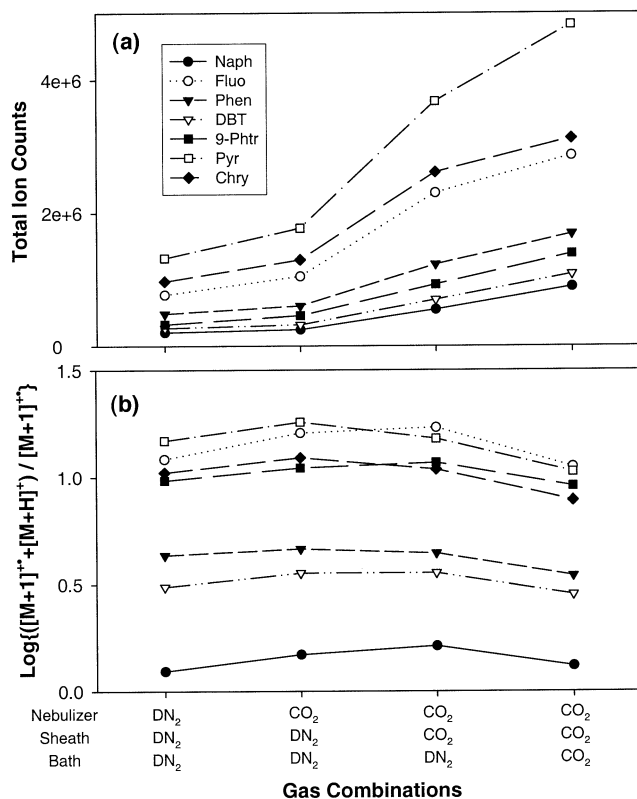 (a)
Naph
Fluo
Phen
DBT
9-Phtr
Pyr
Chry
4e+6
2e+6
0
Total Ion Counts
(b)
1.5
1.0
0.5
0.0
Log{([M+1]⁺•+[M+H]⁺) / [M+1]⁺•}
Nebulizer DN₂ CO₂ CO₂ CO₂
Sheath DN₂ DN₂ CO₂ CO₂
Bath DN₂ DN₂ DN₂ CO₂
Gas Combinations